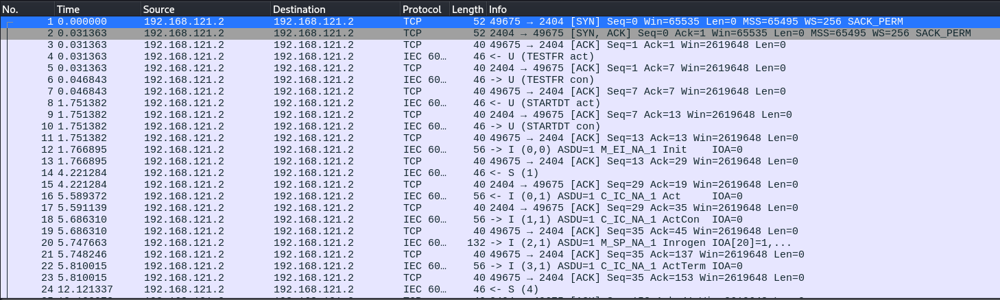 No. Time Source Destination Protocol Length Info
1 0.000000 192.168.121.2 192.168.121.2 TCP 52 49675 → 2404 [SYN] Seq=0 Win=65535 Len=0 MSS=65495 WS=256 SACK_PERM
2 0.031363 192.168.121.2 192.168.121.2 TCP 52 2404 → 49675 [SYN, ACK] Seq=0 Ack=1 Win=65535 Len=0 MSS=65495 WS=256 SACK_PERM
3 0.031363 192.168.121.2 192.168.121.2 TCP 40 49675 → 2404 [ACK] Seq=1 Ack=1 Win=2619648 Len=0
4 0.031363 192.168.121.2 192.168.121.2 IEC 60… 46 <- U (TESTFR act)
5 0.031363 192.168.121.2 192.168.121.2 TCP 40 2404 → 49675 [ACK] Seq=1 Ack=7 Win=2619648 Len=0
6 0.046843 192.168.121.2 192.168.121.2 IEC 60… 46 -> U (TESTFR con)
7 0.046843 192.168.121.2 192.168.121.2 TCP 40 49675 → 2404 [ACK] Seq=7 Ack=7 Win=2619648 Len=0
8 1.751382 192.168.121.2 192.168.121.2 IEC 60… 46 <- U (STARTDT act)
9 1.751382 192.168.121.2 192.168.121.2 TCP 40 2404 → 49675 [ACK] Seq=7 Ack=13 Win=2619648 Len=0
10 1.751382 192.168.121.2 192.168.121.2 IEC 60… 46 -> U (STARTDT con)
11 1.751382 192.168.121.2 192.168.121.2 TCP 40 49675 → 2404 [ACK] Seq=13 Ack=13 Win=2619648 Len=0
12 1.766895 192.168.121.2 192.168.121.2 IEC 60… 56 -> I (0,0) ASDU=1 M_EI_NA_1 Init IOA=0
13 1.766895 192.168.121.2 192.168.121.2 TCP 40 49675 → 2404 [ACK] Seq=13 Ack=29 Win=2619648 Len=0
14 4.221284 192.168.121.2 192.168.121.2 IEC 60… 46 <- S (1)
15 4.221284 192.168.121.2 192.168.121.2 TCP 40 2404 → 49675 [ACK] Seq=29 Ack=19 Win=2619648 Len=0
16 5.589372 192.168.121.2 192.168.121.2 IEC 60… 56 <- I (0,1) ASDU=1 C_IC_NA_1 Act IOA=0
17 5.591139 192.168.121.2 192.168.121.2 TCP 40 2404 → 49675 [ACK] Seq=29 Ack=35 Win=2619648 Len=0
18 5.686310 192.168.121.2 192.168.121.2 IEC 60… 56 -> I (1,1) ASDU=1 C_IC_NA_1 ActCon IOA=0
19 5.686310 192.168.121.2 192.168.121.2 TCP 40 49675 → 2404 [ACK] Seq=35 Ack=45 Win=2619648 Len=0
20 5.747663 192.168.121.2 192.168.121.2 IEC 60… 132 -> I (2,1) ASDU=1 M_SP_NA_1 Inrogen IOA[20]=1,...
21 5.748246 192.168.121.2 192.168.121.2 TCP 40 49675 → 2404 [ACK] Seq=35 Ack=137 Win=2619648 Len=0
22 5.810015 192.168.121.2 192.168.121.2 IEC 60… 56 -> I (3,1) ASDU=1 C_IC_NA_1 ActTerm IOA=0
23 5.810015 192.168.121.2 192.168.121.2 TCP 40 49675 → 2404 [ACK] Seq=35 Ack=153 Win=2619648 Len=0
24 12.121337 192.168.121.2 192.168.121.2 IEC 60… 46 <- S (4)